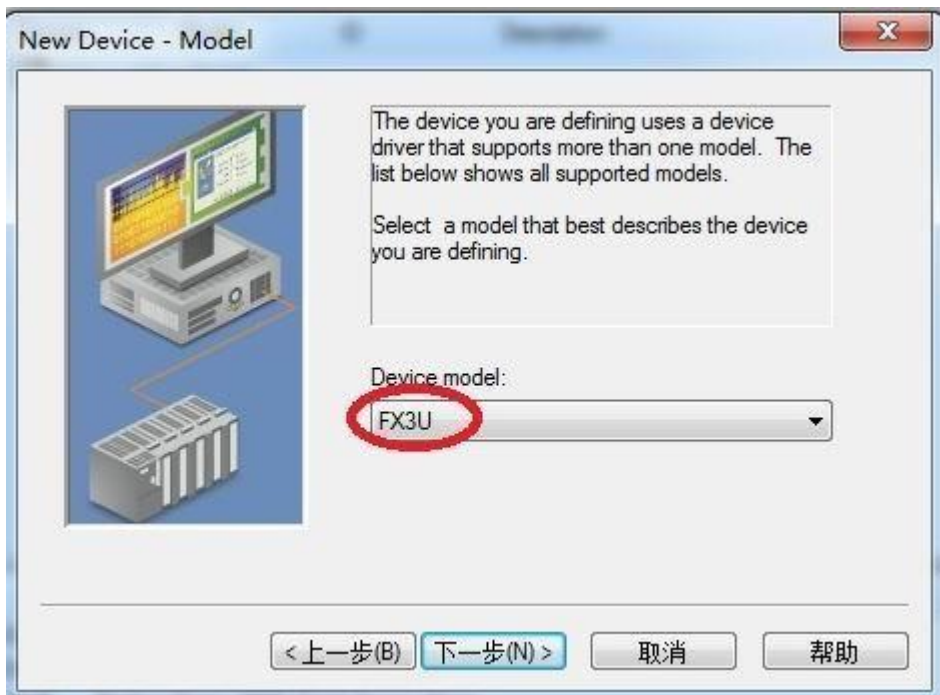 New Device - Model
The device you are defining uses a device
driver that supports more than one model. The
list below shows all supported models.
Select a model that best describes the device
you are defining.
Device model:
FX3U
<上一步(B) 下一步(N)> 取消 帮助